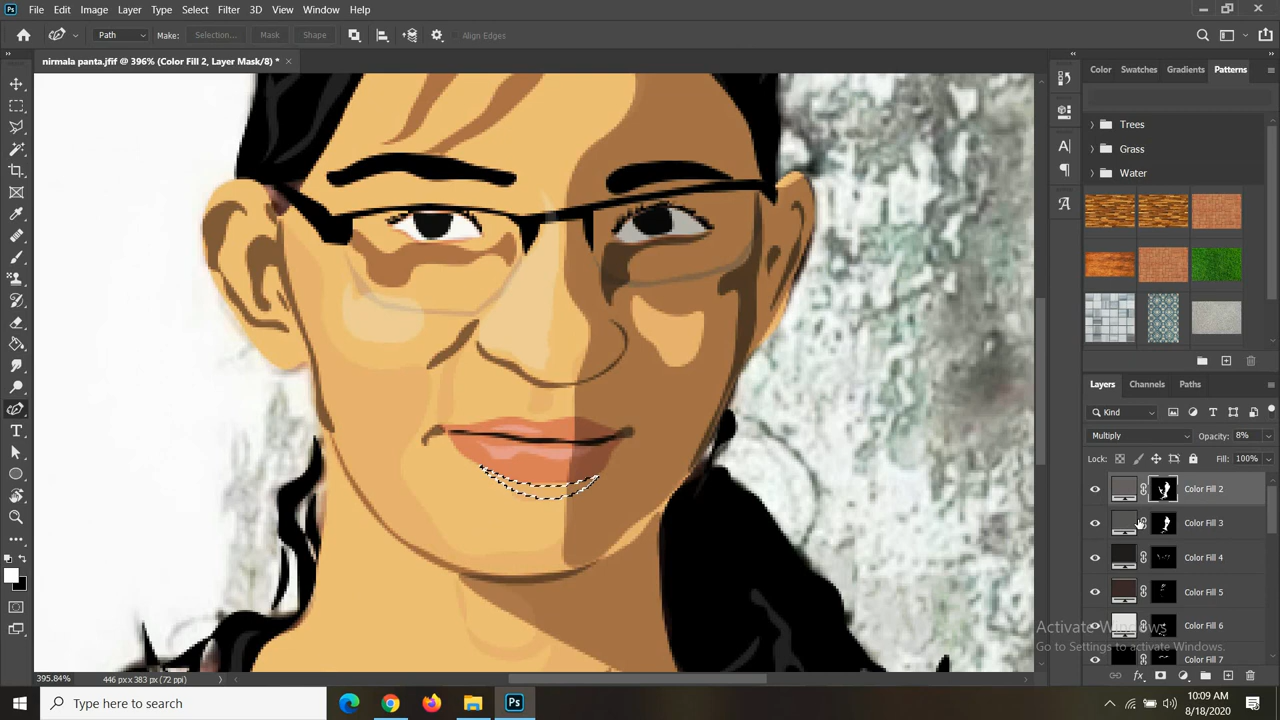 Ps File Edit Image Layer Type Select Filter 3D View Window Help
Path Make: Selection... Mask Shape Align Edges
nirmala panta.jfif @ 396% (Color Fill 2, Layer Mask/8) *
Color Swatches Gradients Patterns
Trees
Grass
Water
Layers Channels Paths
Kind
Multiply Opacity: 8%
Lock: Fill: 100%
Color Fill 2
Color Fill 3
Color Fill 4
Color Fill 5
Color Fill 6
Color Fill 7
Activate Windows
Go to Settings to activate Windows.
395.84% 446 px x 383 px (72 ppi)
Type here to search
Ps
10:09 AM
8/18/2020